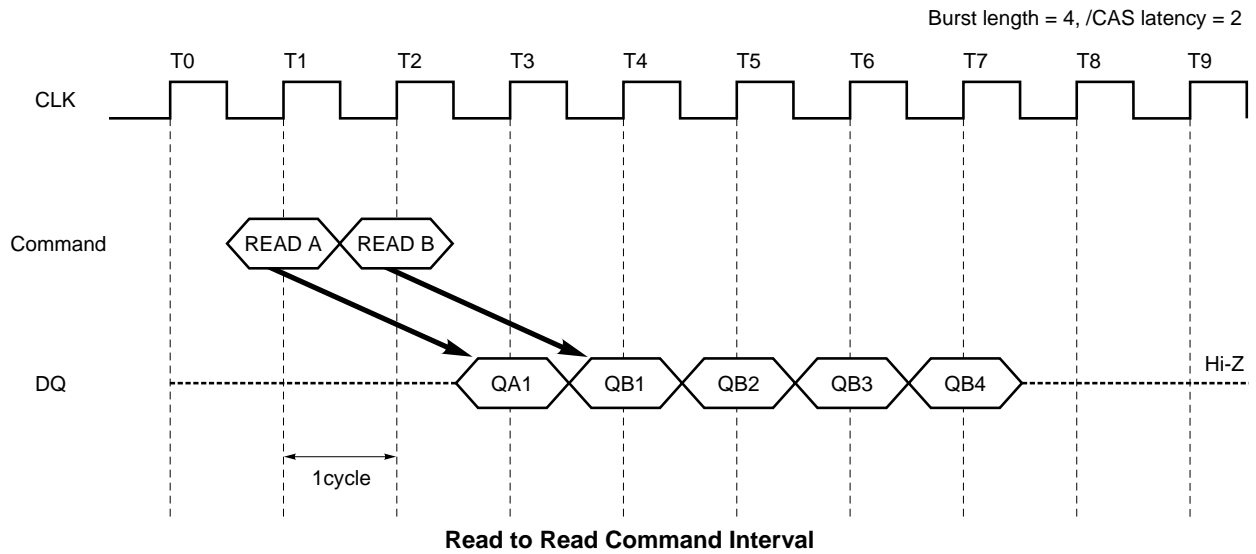 Burst length = 4, /CAS latency = 2
T0 T1 T2 T3 T4 T5 T6 T7 T8 T9
CLK
Command READ A READ B
Hi-Z
DQ QA1 QB1 QB2 QB3 QB4
1cycle
Read to Read Command Interval